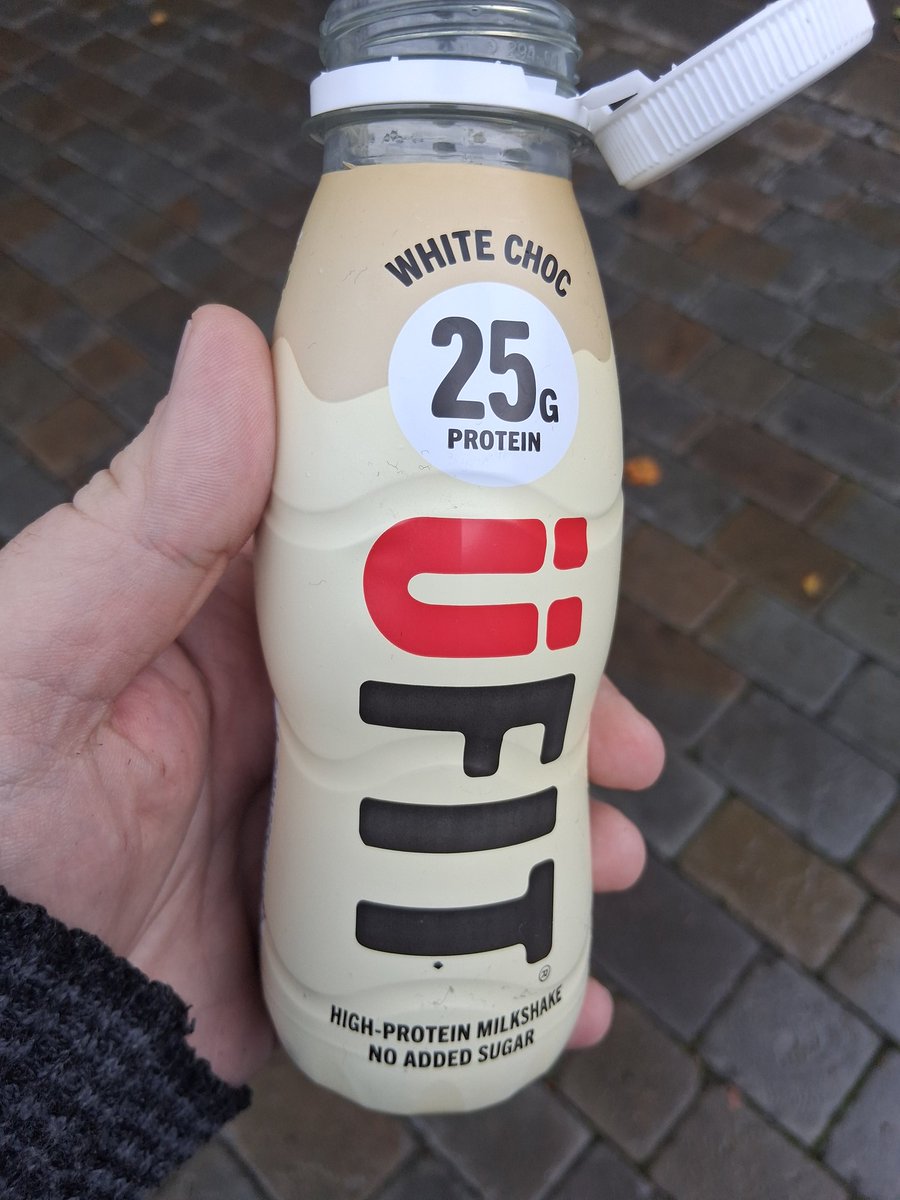 WHITE CHOC
25G
PROTEIN
ÜFIT®
HIGH-PROTEIN MILKSHAKE
NO ADDED SUGAR